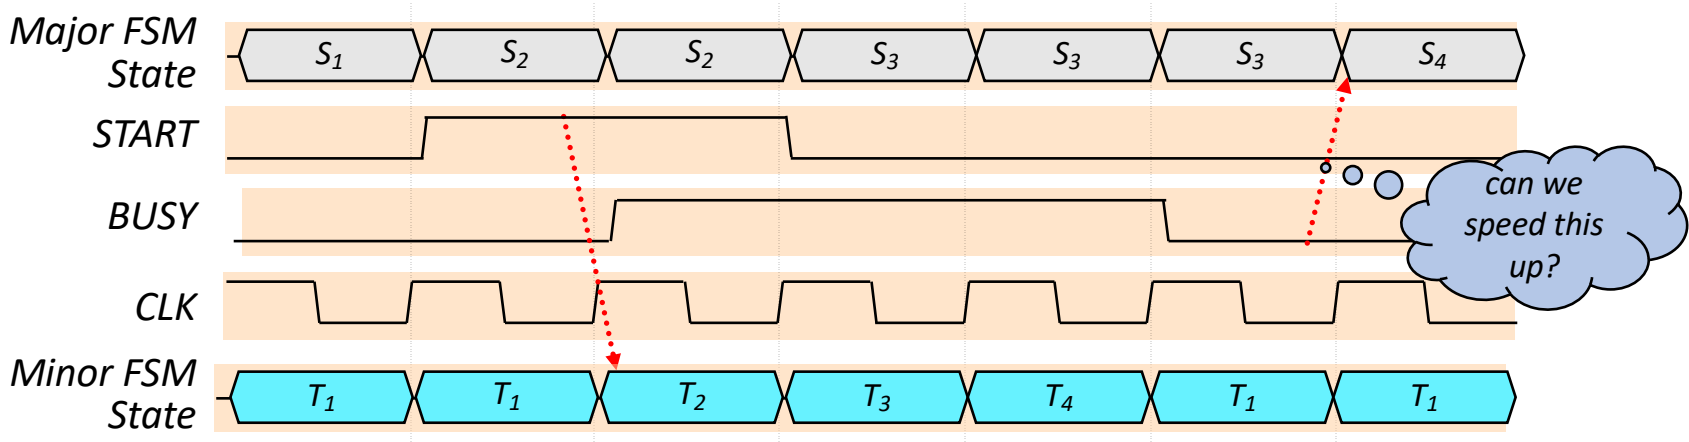 Major FSM
State
S1 S2 S2 S3 S3 S3 S4
START
BUSY
can we
speed this
up?
CLK
Minor FSM
State
T1 T1 T2 T3 T4 T1 T1